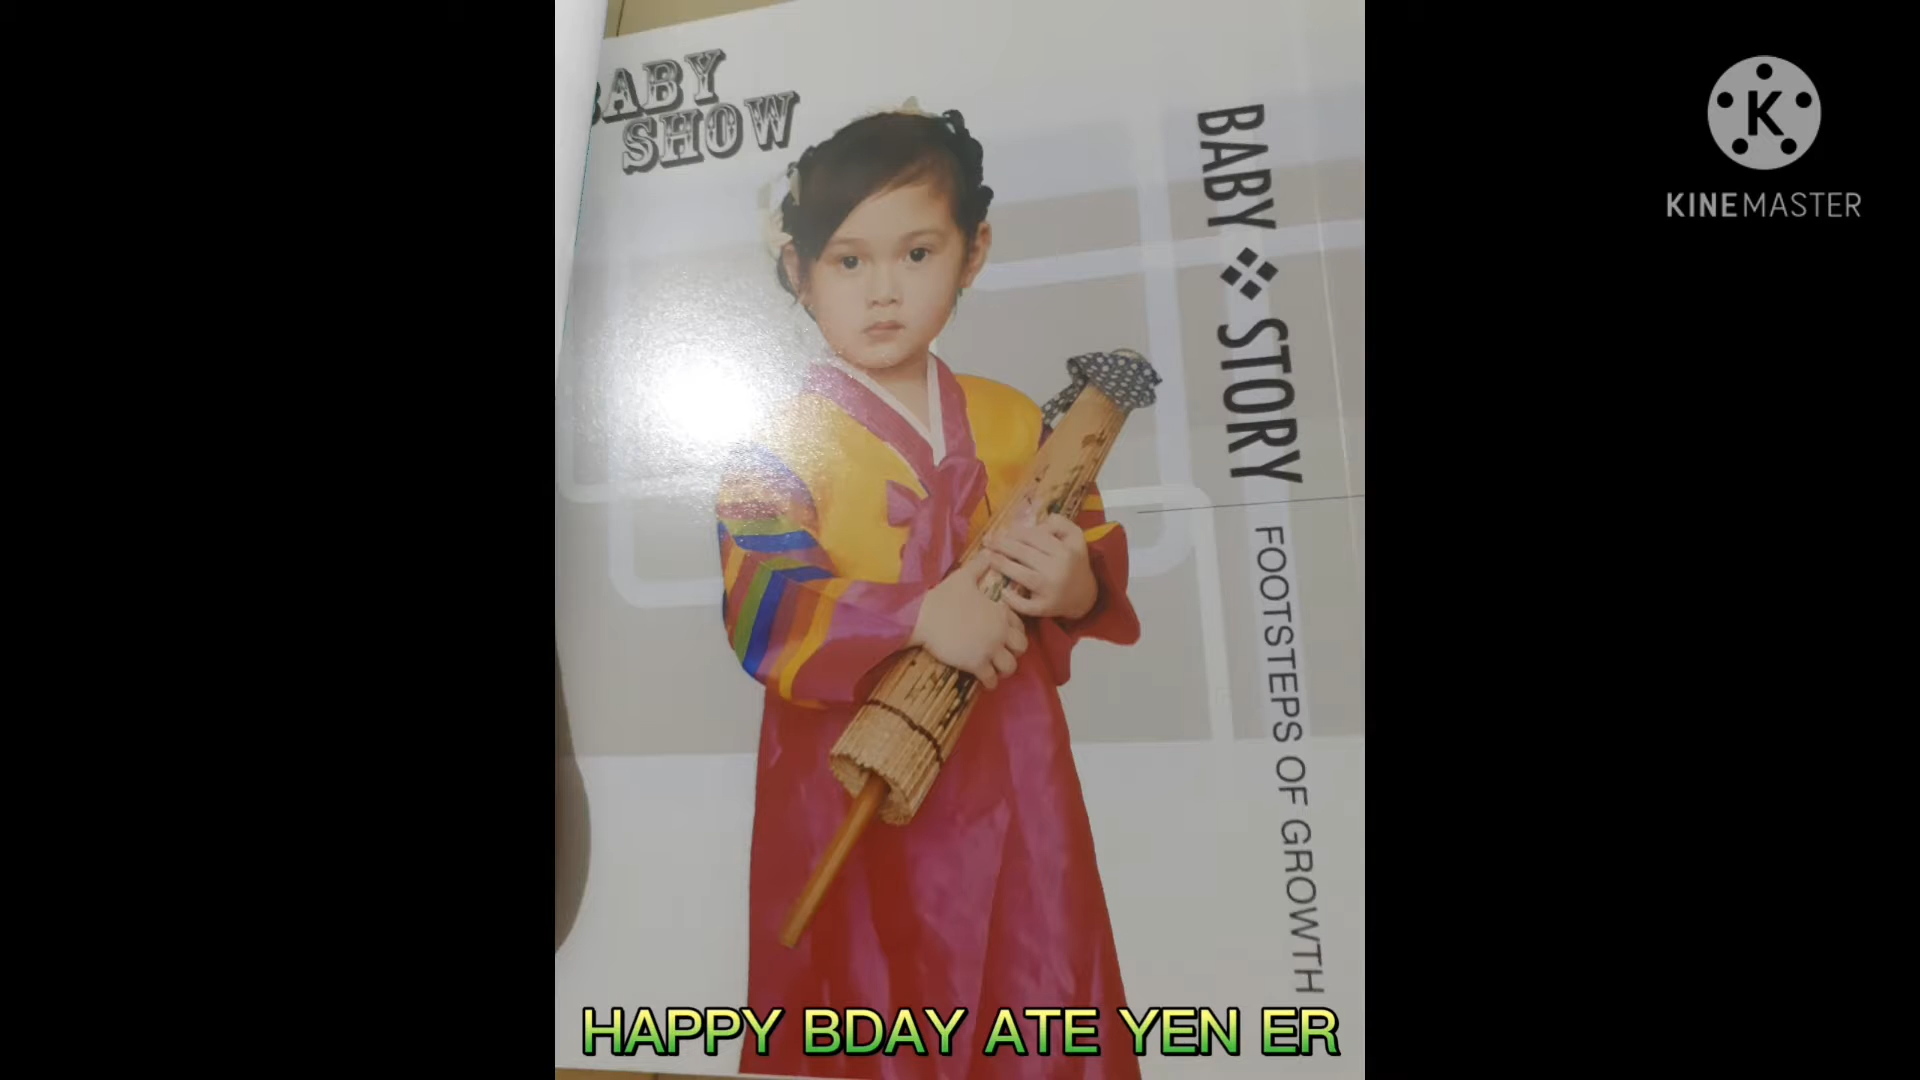 BABY
SHOW
BABY ❖ STORY
FOOTSTEPS OF GROWTH
K
KINEMASTER
HAPPY BDAY ATE YEN ER